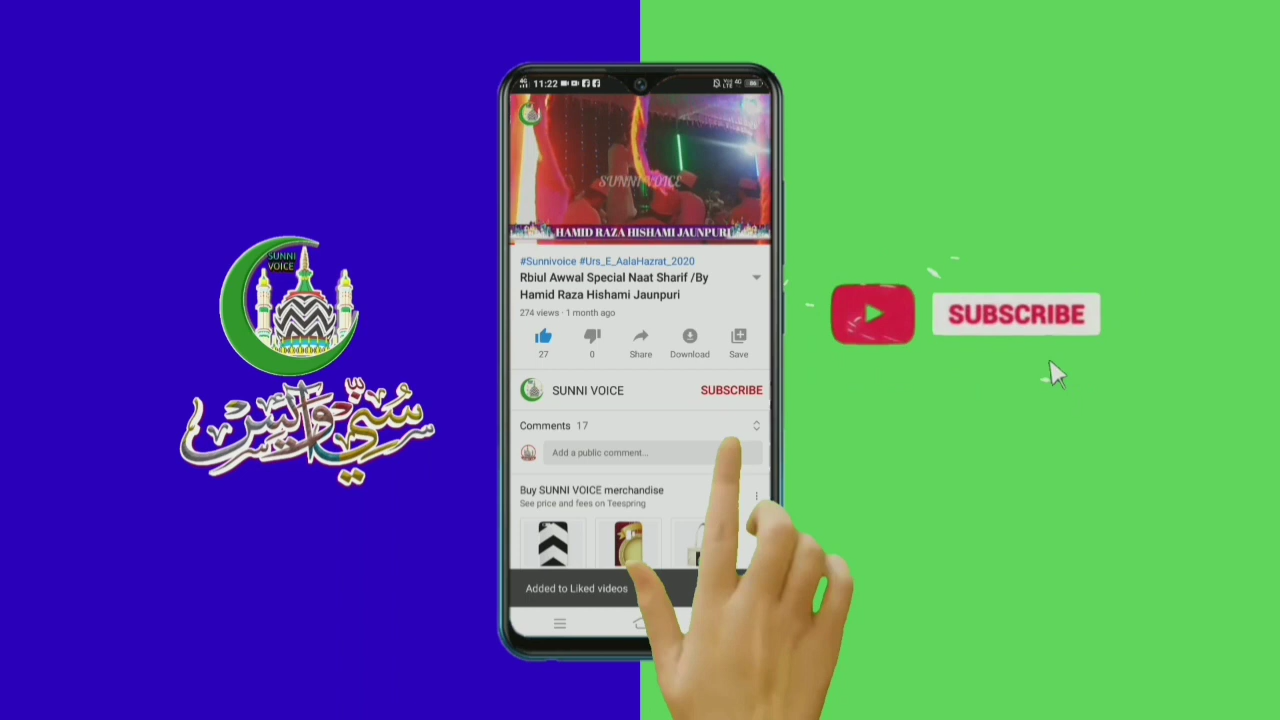 SUNNI
VOICE
سُنّي وائس
11:22
SUNNI VOICE
HAMID RAZA HISHAMI JAUNPURI
#Sunnivoice #Urs_E_AalaHazrat_2020
Rbiul Awwal Special Naat Sharif /By
Hamid Raza Hishami Jaunpuri
274 views · 1 month ago
27
0
Share
Download
Save
SUNNI VOICE
SUBSCRIBE
Comments 17
Add a public comment...
Buy SUNNI VOICE merchandise
See price and fees on Teespring
Added to Liked videos
SUBSCRIBE